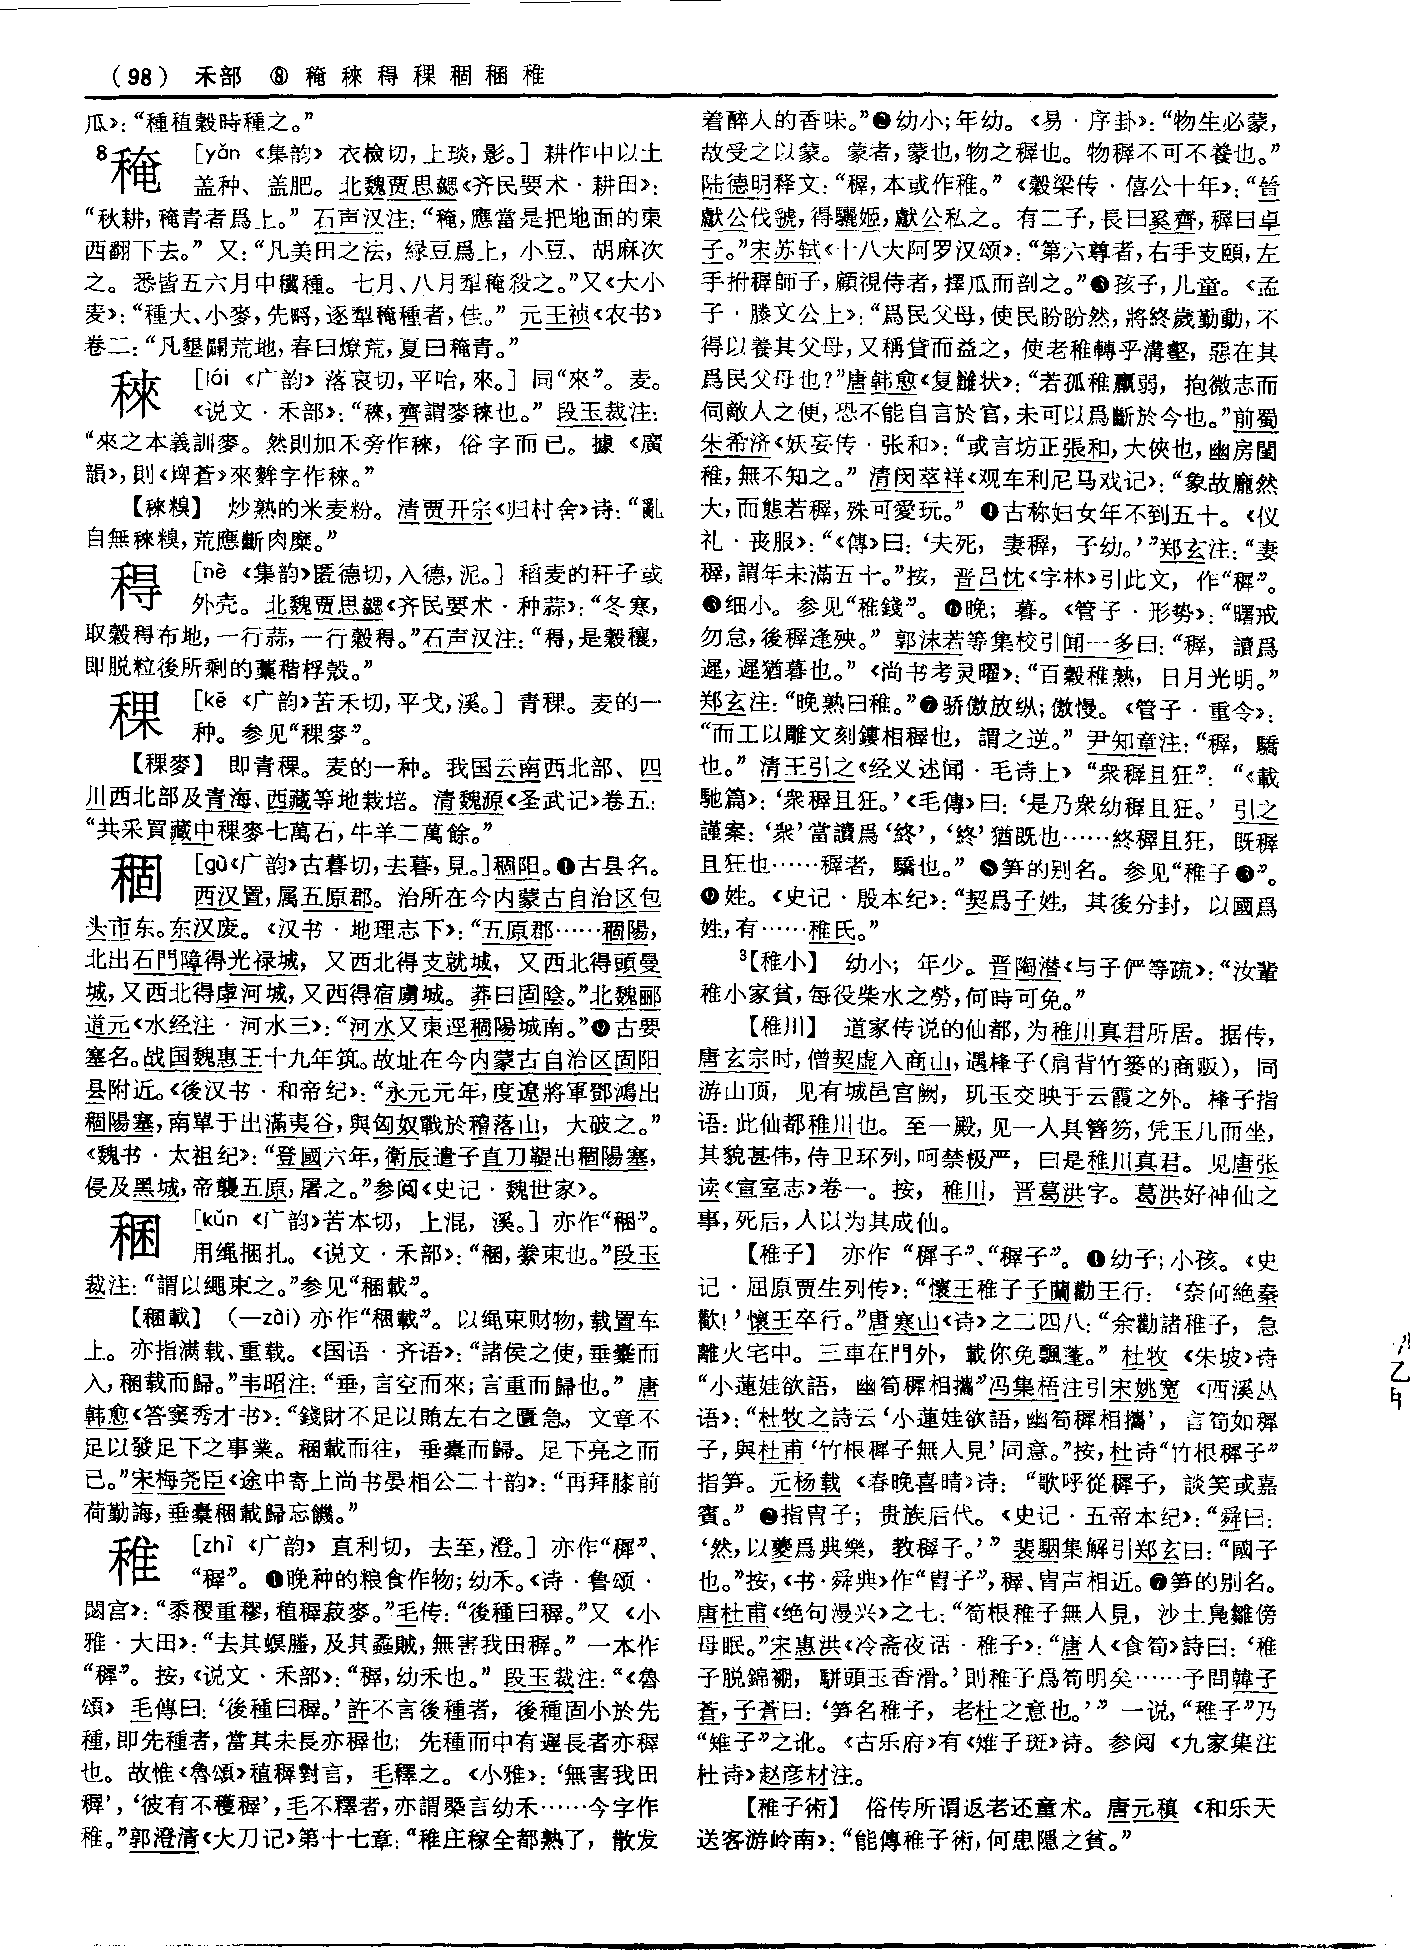 （98） 禾部 ⑧ 䅖 䅘 䙸 稞 稒 稇 稚
瓜》：“種植穀時種之。”
⁸䅖 ［yǎn 《集韵》 衣檢切，上琰，影。］ 耕作中以土
盖种、盖肥。北魏贾思勰《齐民要术·耕田》：
“秋耕，䅖青者爲上。” 石声汉注：“䅖，應當是把地面的東
西翻下去。” 又：“凡美田之法，緑豆爲上，小豆、胡麻次
之。悉皆五六月中穙種。七月、八月犁䅖殺之。”又《大小
麦》：“種大、小麥，先㽟，逐犁䅖種者，佳。” 元王祯《农书》
卷二：“凡墾闢荒地，春曰燎荒，夏曰䅖青。”
䅘 ［lái 《广韵》 落哀切，平咍，來。］ 同“來”。麦。
《说文·禾部》：“䅘，齊謂麥䅘也。” 段玉裁注：
“來之本義訓麥。然則加禾旁作䅘，俗字而已。據《廣
韻》，則《埤蒼》來麰字作䅘。”
【䅘糗】 炒熟的米麦粉。清贾开宗《归村舍》诗：“亂
自無䅘糗，荒應斷肉糜。”
［nè 《集韵》匿德切，入德，泥。］ 稻麦的秆子或
外壳。北魏贾思勰《齐民要术·种蒜》：“冬寒，
取穀布地，一行蒜，一行穀。”石声汉注：“是穀穰，
即脱粒後所剩的藁稭桴殼。”
稞 ［kē 《广韵》苦禾切，平戈，溪。］ 青稞。麦的一
种。参见“稞麥”。
【稞麥】 即青稞。麦的一种。我国云南西北部、四
川西北部及青海、西藏等地栽培。清魏源《圣武记》卷五：
“共采買藏中稞麥七萬石，牛羊二萬餘。”
稒 ［gù《广韵》古暮切，去暮，見。］稒阳。❶古县名。
西汉置，属五原郡。治所在今内蒙古自治区包
头市东。东汉废。《汉书·地理志下》：“五原郡……稒陽，
北出石門障得光禄城，又西北得支就城，又西北得頭曼
城，又西北得虖河城，又西得宿虜城。莽曰固陰。”北魏郦
道元《水经注·河水三》：“河水又東逕稒陽城南。”❷古要
塞名。战国魏惠王十九年筑。故址在今内蒙古自治区固阳
县附近。《後汉书·和帝纪》：“永元元年，度遼將軍鄧鴻出
稒陽塞，南單于出滿夷谷，與匈奴戰於稽落山，大破之。”
《魏书·太祖纪》：“登國六年，衛辰遣子直力鞮出稒陽塞，
侵及黑城，帝襲五原，屠之。”参阅《史记·魏世家》。
稇 ［kǔn 《广韵》苦本切，上混，溪。］ 亦作“稛”。
用绳捆扎。《说文·禾部》：“稇，絭束也。”段玉
裁注：“謂以繩束之。”参见“稇載”。
【稇載】（—zài）亦作“稛載”。以绳束财物，载置车
上。亦指满载、重载。《国语·齐语》：“諸侯之使，垂橐而
入，稇载而歸。”韦昭注：“垂，言空而來；言重而歸也。” 唐
韩愈《答窦秀才书》：“錢財不足以賄左右之匱急，文章不
足以發足下之事業。稇載而往，垂橐而歸。足下亮之而
已。”宋梅尧臣《途中寄上尚书晏相公二十韵》：“再拜膝前
荷勤誨，垂橐稇載歸忘饑。”
稚 ［zhì 《广韵》 直利切，去至，澄。］ 亦作“稺”、
“穉”。❶晚种的粮食作物；幼禾。《诗·鲁颂·
閟宫》：“黍稷重穋，稙穉菽麥。”毛传：“後種曰穉。”又《小
雅·大田》：“去其螟螣，及其蟊賊，無害我田穉。” 一本作
“稺”。按，《说文·禾部》：“稺，幼禾也。” 段玉裁注：“《魯
頌》 毛傳曰：‘後種曰稺。’許不言後種者，後種固小於先
種，即先種者，當其未長亦稺也；先種而中有遲長者亦稺
也。故惟《魯頌》稙稺對言，毛釋之。《小雅》：‘無害我田
稺’，‘彼有不穫稺’，毛不釋者，亦謂槩言幼禾……今字作
稚。”郭澄清《大刀记》第十七章：“稚庄稼全都熟了，散发
着醉人的香味。”❷幼小；年幼。《易·序卦》：“物生必蒙，
故受之以蒙。蒙者，蒙也，物之穉也。物穉不可不養也。”
陆德明释文：“稺，本或作稚。”《穀梁传·僖公十年》：“晉
獻公伐虢，得驪姬，獻公私之。有二子，長曰奚齊，稺曰卓
子。”宋苏轼《十八大阿罗汉颂》：“第六尊者，右手支頤，左
手拊穉師子，顧視侍者，擇瓜而剖之。”❸孩子，儿童。《孟
子·滕文公上》：“爲民父母，使民盻盻然，將終歲勤動，不
得以養其父母，又稱貸而益之，使老稚轉乎溝壑，惡在其
爲民父母也？”唐韩愈《复讎状》：“若孤稚羸弱，抱微志而
伺敵人之便，恐不能自言於官，未可以爲斷於今也。”前蜀
朱希济《妖妄传·张和》：“或言坊正張和，大俠也，幽房閨
稚，無不知之。” 清闵萃祥《观车利尼马戏记》：“象故龐然
大，而態若穉，殊可愛玩。” ❹古称妇女年不到五十。《仪
礼·丧服》：“《傳》曰：‘夫死，妻穉，子幼。’”郑玄注：“妻
穉，謂年未滿五十。”按，晋吕忱《字林》引此文，作“稺”。
❺细小。参见“稚錢”。❻晚；暮。《管子·形势》：“曙戒
勿怠，後稺逢殃。” 郭沫若等集校引闻一多曰：“稺，讀爲
遲，遲猶暮也。”《尚书考灵曜》：“百穀稚熟，日月光明。”
郑玄注：“晚熟曰稚。”❼骄傲放纵；傲慢。《管子·重令》：
“而工以雕文刻鏤相稺也，謂之逆。” 尹知章注：“稺，驕
也。” 清王引之《经义述闻·毛诗上》“衆穉且狂”：“《載
馳篇》：‘衆穉且狂。’《毛傳》曰：‘是乃衆幼穉且狂。’引之
謹案：‘衆’當讀爲‘終’，‘終’猶既也……終穉且狂，既穉
且狂也……穉者，驕也。” ❽笋的别名。参见“稚子❸”。
❾姓。《史记·殷本纪》：“契爲子姓，其後分封，以國爲
姓，有……稚氏。”
³【稚小】 幼小；年少。晋陶潜《与子俨等疏》：“汝輩
稚小家貧，每役柴水之勞，何時可免。”
【稚川】 道家传说的仙都，为稚川真君所居。据传，
唐玄宗时，僧契虚入商山，遇㭋子（肩背竹篓的商贩），同
游山顶，见有城邑宫阙，玑玉交映于云霞之外。㭋子指
语：此仙都稚川也。至一殿，见一人具簪笏，凭玉几而坐，
其貌甚伟，侍卫环列，呵禁极严，曰是稚川真君。见唐张
读《宣室志》卷一。按，稚川，晋葛洪字。葛洪好神仙之
事，死后，人以为其成仙。
【稚子】 亦作“稺子”、“穉子”。❶幼子；小孩。《史
记·屈原贾生列传》：“懷王稚子子蘭勸王行：‘奈何絶秦
歡！’懷王卒行。”唐寒山《诗》之二四八：“余勸諸稚子，急
離火宅中。三車在門外，載你免飄蓬。” 杜牧《朱坡》诗
“小蓮娃欲語，幽筍穉相攜”冯集梧注引宋姚宽《西溪丛
语》：“杜牧之詩云‘小蓮娃欲語，幽筍穉相攜’，言筍如稺
子，與杜甫‘竹根稺子無人見’同意。”按，杜诗“竹根稺子”
指笋。元杨载《春晚喜晴》诗：“歌呼從穉子，談笑或嘉
賓。” ❷指胄子；贵族后代。《史记·五帝本纪》：“舜曰：
‘然，以夔爲典樂，教稺子。’” 裴駰集解引郑玄曰：“國子
也。”按，《书·舜典》作“胄子”，稺、胄声相近。❸笋的别名。
唐杜甫《绝句漫兴》之七：“筍根稚子無人見，沙上鳧雛傍
母眠。”宋惠洪《冷斋夜话·稚子》：“唐人《食筍》詩曰：‘稚
子脱錦褓，駢頭玉香滑。’則稚子爲筍明矣……予問韓子
蒼，子蒼曰：‘笋名稚子，老杜之意也。’” 一说，“稚子”乃
“雉子”之讹。《古乐府》有《雉子斑》诗。参阅《九家集注
杜诗》赵彦材注。
【稚子術】 俗传所谓返老还童术。唐元稹《和乐天
送客游岭南》：“能傳稚子術，何患隱之貧。”